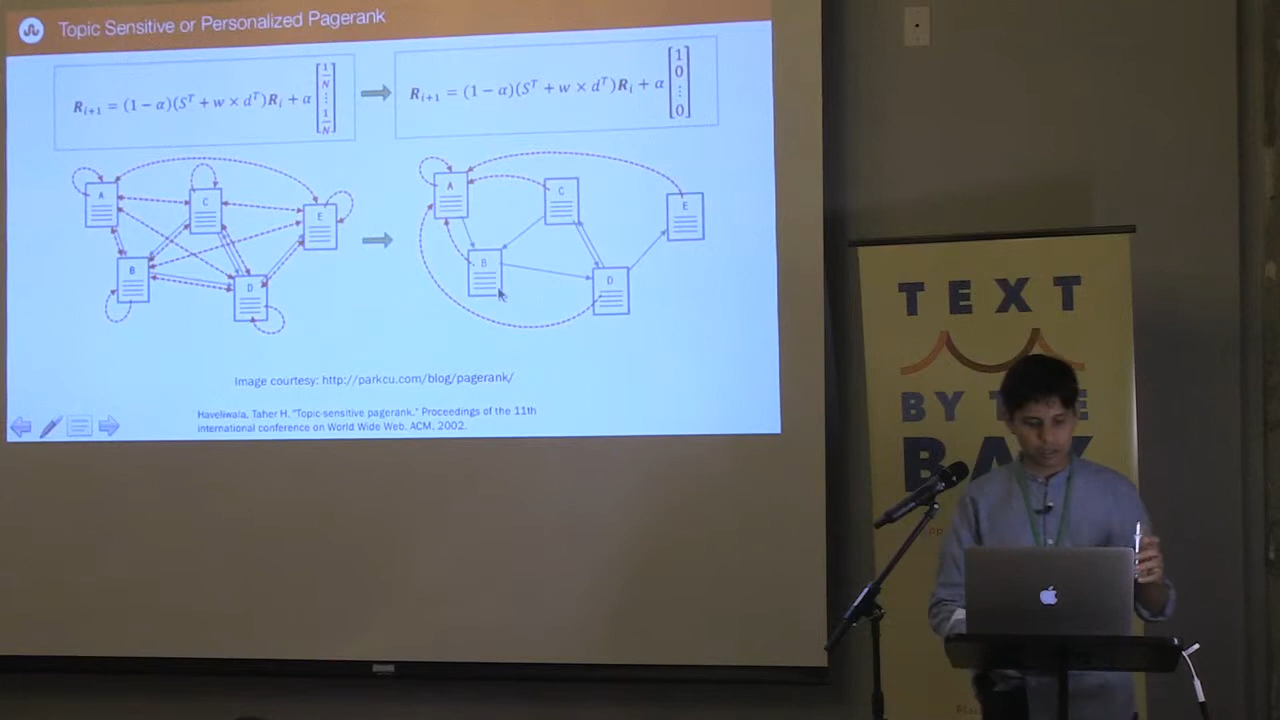 Topic Sensitive or Personalized Pagerank
R_{i+1} = (1 − α)(S^T + w × d^T)R_i + α [1/N ⋮ 1/N]
R_{i+1} = (1 − α)(S^T + w × d^T)R_i + α [1 0 ⋮ 0]
A
C
E
B
D
A
C
E
B
D
Image courtesy: http://parkcu.com/blog/pagerank/
Haveliwala, Taher H. "Topic-sensitive pagerank." Proceedings of the 11th
international conference on World Wide Web. ACM, 2002.
TEXT
BY THE
BAY